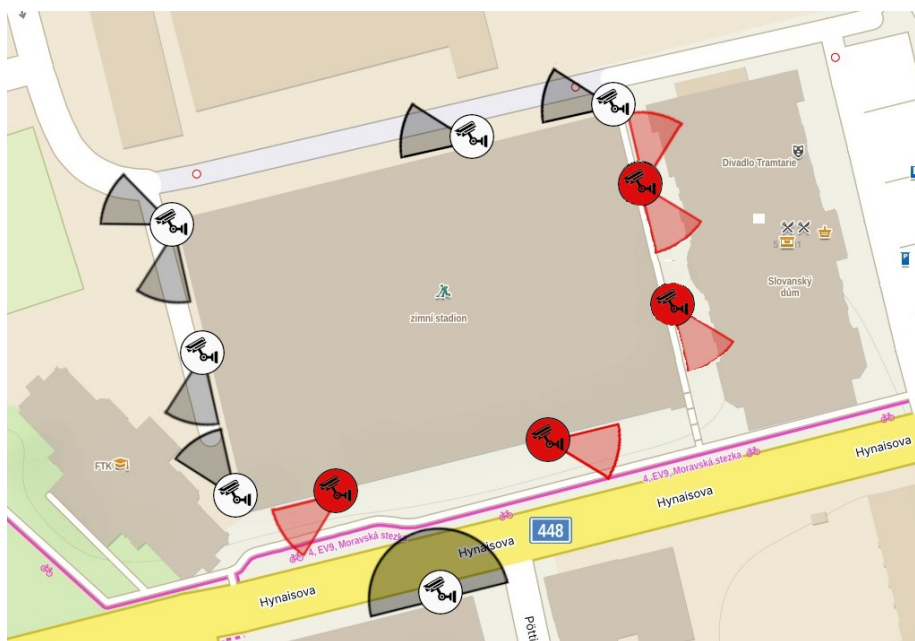 Divadlo Tramtarie
Slovanský
dům
zimní stadion
FTK
4, EV9, Moravská stezka
4, EV9, Moravská stezka
Hynaisova
Hynaisova
Hynaisova
Hynaisova
448
Pötti
P